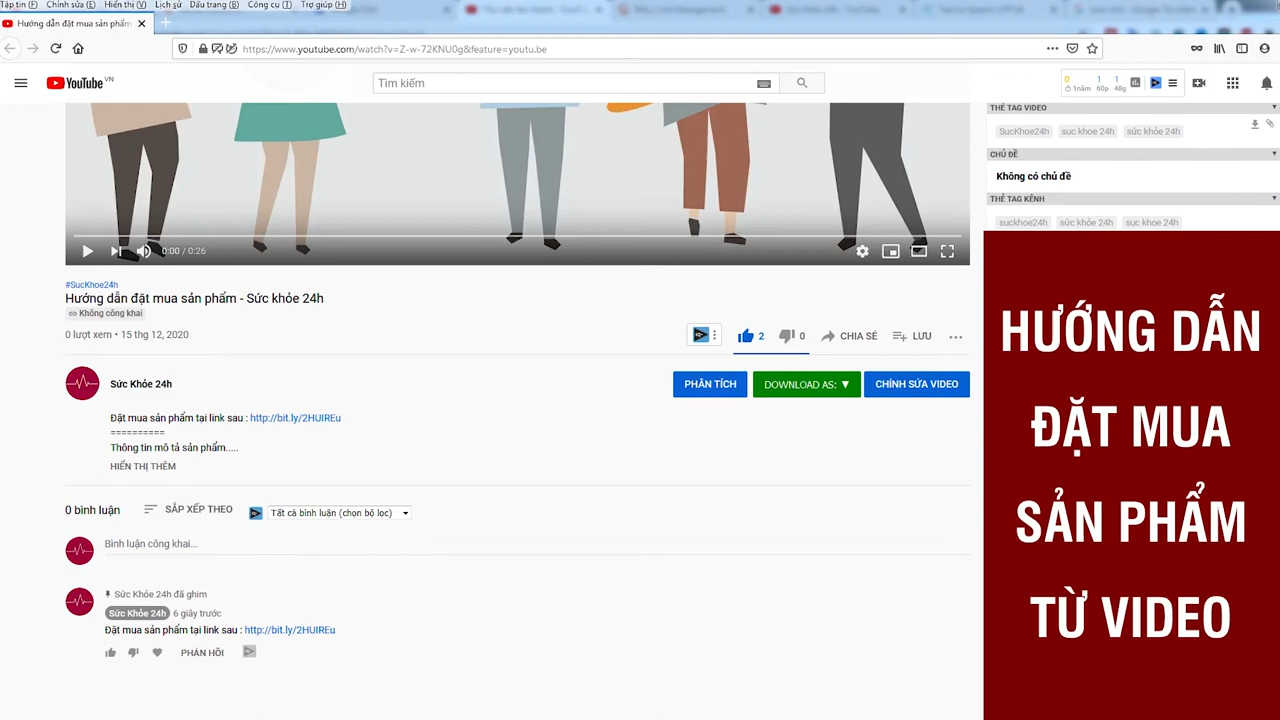 Tập tin (F) Chỉnh sửa (E) Hiển thị (V) Lịch sử Dấu trang (B) Công cụ (T) Trợ giúp (H)
Hướng dẫn đặt mua sản phẩm
https://www.youtube.com/watch?v=Z-w-72KNU0g&feature=youtu.be
YouTube VN
Tìm kiếm
0 1 1
1năm 60p 48g
THẺ TAG VIDEO
SucKhoe24h suc khoe 24h sức khỏe 24h
CHỦ ĐỀ
Không có chủ đề
THẺ TAG KÊNH
suckhoe24h sức khỏe 24h suc khoe 24h
0:00 / 0:26
#SucKhoe24h
Hướng dẫn đặt mua sản phẩm - Sức khỏe 24h
Không công khai
0 lượt xem • 15 thg 12, 2020
2 0 CHIA SẺ LƯU
Sức Khỏe 24h
PHÂN TÍCH DOWNLOAD AS: ▼ CHỈNH SỬA VIDEO
Đặt mua sản phẩm tại link sau : http://bit.ly/2HUIREu
==========
Thông tin mô tả sản phẩm.....
HIỂN THỊ THÊM
0 bình luận SẮP XẾP THEO Tất cả bình luận (chọn bộ lọc)
Bình luận công khai...
Sức Khỏe 24h đã ghim
Sức Khỏe 24h 6 giây trước
Đặt mua sản phẩm tại link sau : http://bit.ly/2HUIREu
PHẢN HỒI
HƯỚNG DẪN
ĐẶT MUA
SẢN PHẨM
TỪ VIDEO